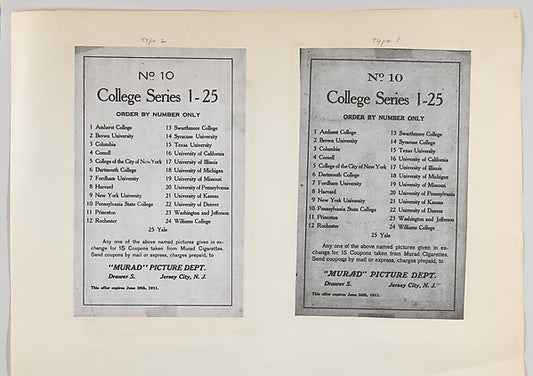 Type 2
No 10
College Series 1-25
ORDER BY NUMBER ONLY
1 Amherst College
2 Brown University
3 Columbia
4 Cornell
5 College of the City of New York
6 Dartmouth College
7 Fordham University
8 Harvard
9 New York University
10 Pennsylvania State College
11 Princeton
12 Rochester
13 Swarthmore College
14 Syracuse University
15 Texas University
16 University of California
17 University of Illinois
18 University of Michigan
19 University of Missouri
20 University of Pennsylvania
21 University of Kansas
22 University of Denver
23 Washington and Jefferson
24 Williams College
25 Yale
Any one of the above named pictures given in ex-
change for 15 Coupons taken from Murad Cigarettes.
Send coupons by mail or express, charges prepaid, to
"MURAD" PICTURE DEPT.
Drawer S. Jersey City, N. J.
This offer expires June 30th, 1911.
Type 1
No 10
College Series 1-25
ORDER BY NUMBER ONLY
1 Amherst College
2 Brown University
3 Columbia
4 Cornell
5 College of the City of New York
6 Dartmouth College
7 Fordham University
8 Harvard
9 New York University
10 Pennsylvania State College
11 Princeton
12 Rochester
13 Swarthmore College
14 Syracuse University
15 Texas University
16 University of California
17 University of Illinois
18 University of Michigan
19 University of Missouri
20 University of Pennsylvania
21 University of Kansas
22 University of Denver
23 Washington and Jefferson
24 Williams College
25 Yale
Any one of the above named pictures given in ex-
change for 15 Coupons taken from Murad Cigarettes.
Send coupons by mail or express, charges prepaid, to
"MURAD" PICTURE DEPT.
Drawer S. Jersey City, N. J.
This offer expires June 30th, 1911.